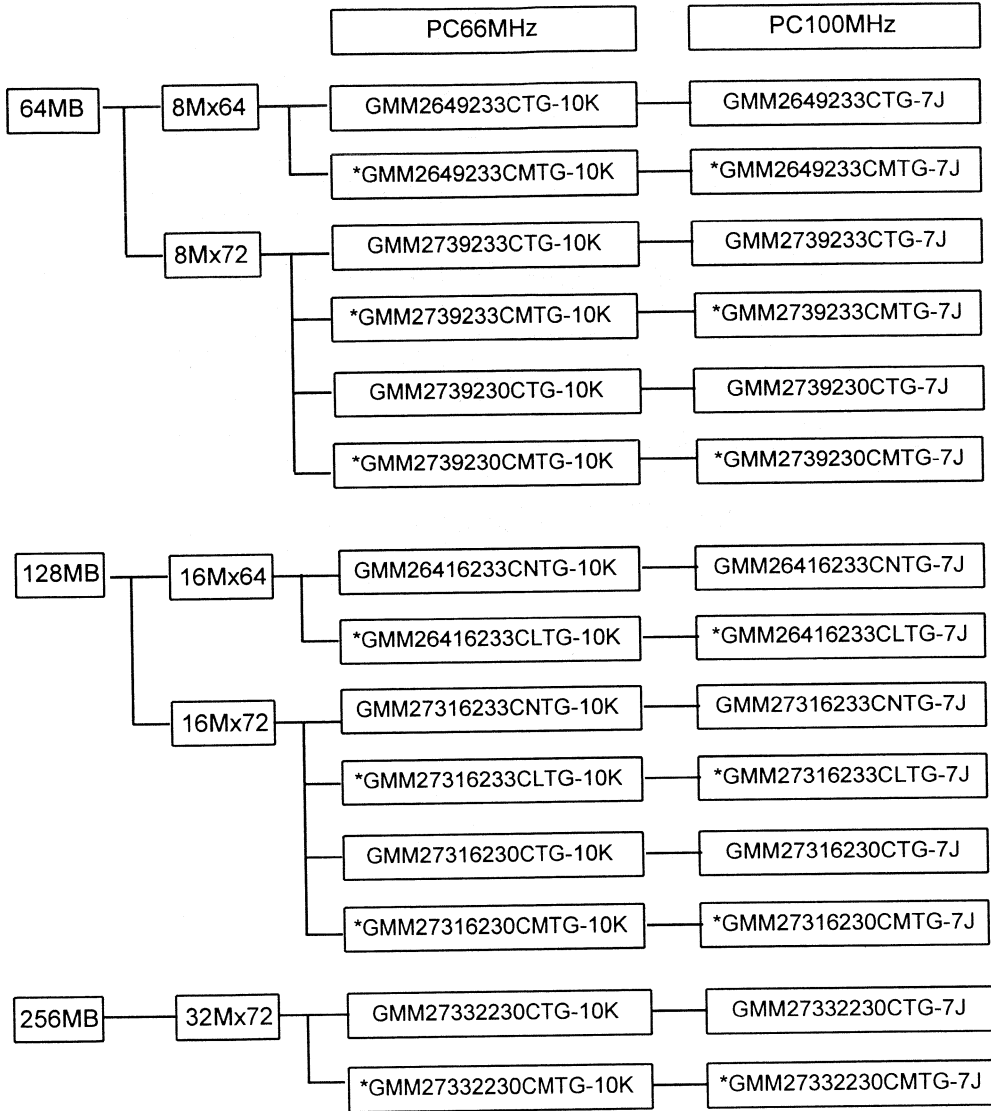 PC66MHz PC100MHz
64MB 8Mx64 GMM2649233CTG-10K GMM2649233CTG-7J
*GMM2649233CMTG-10K *GMM2649233CMTG-7J
8Mx72 GMM2739233CTG-10K GMM2739233CTG-7J
*GMM2739233CMTG-10K *GMM2739233CMTG-7J
GMM2739230CTG-10K GMM2739230CTG-7J
*GMM2739230CMTG-10K *GMM2739230CMTG-7J
128MB 16Mx64 GMM26416233CNTG-10K GMM26416233CNTG-7J
*GMM26416233CLTG-10K *GMM26416233CLTG-7J
16Mx72 GMM27316233CNTG-10K GMM27316233CNTG-7J
*GMM27316233CLTG-10K *GMM27316233CLTG-7J
GMM27316230CTG-10K GMM27316230CTG-7J
*GMM27316230CMTG-10K *GMM27316230CMTG-7J
256MB 32Mx72 GMM27332230CTG-10K GMM27332230CTG-7J
*GMM27332230CMTG-10K *GMM27332230CMTG-7J